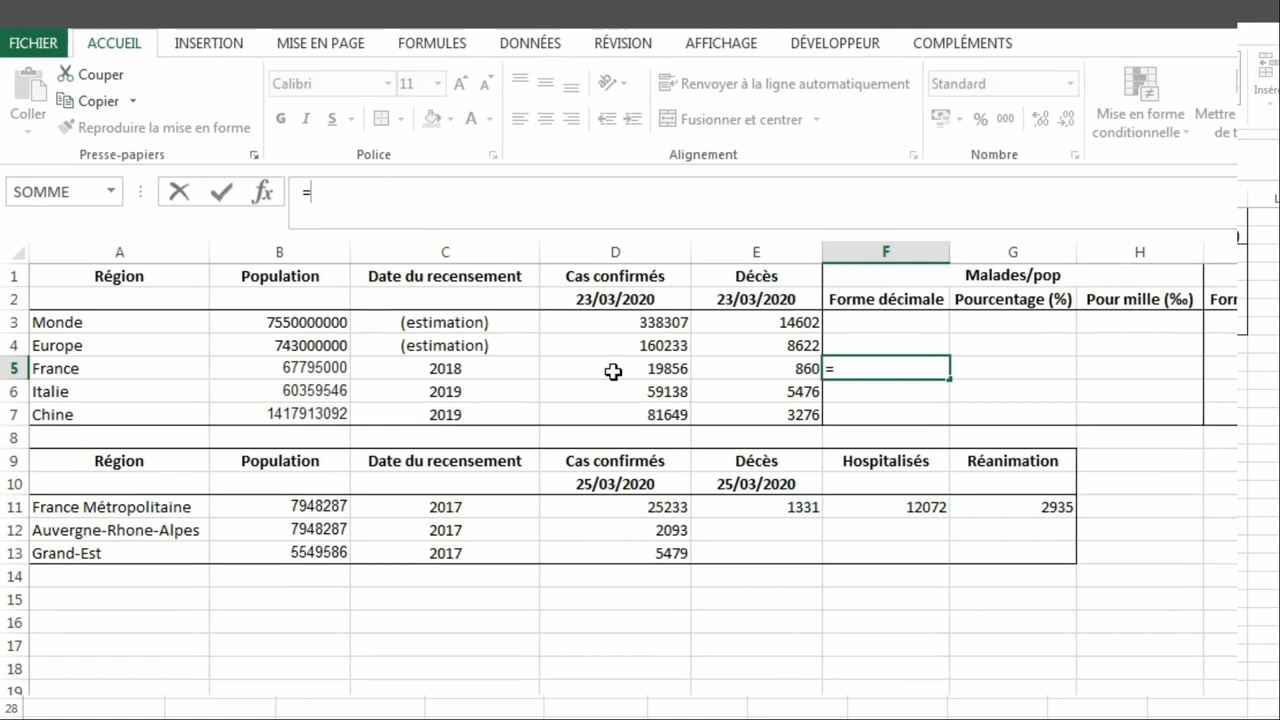 FICHIER ACCUEIL INSERTION MISE EN PAGE FORMULES DONNÉES RÉVISION AFFICHAGE DÉVELOPPEUR COMPLÉMENTS
Couper
Copier
Coller
Reproduire la mise en forme
Presse-papiers
Calibri 11
G I S A
Police
Renvoyer à la ligne automatiquement
Fusionner et centrer
Alignement
Standard
% 000
Nombre
Mise en forme
conditionnelle
Mettre
de t
Insér
SOMME fx =
A B C D E F G H L
1 Région Population Date du recensement Cas confirmés Décès Malades/pop
2 23/03/2020 23/03/2020 Forme décimale Pourcentage (%) Pour mille (‰) Forr
3 Monde 7550000000 (estimation) 338307 14602
4 Europe 743000000 (estimation) 160233 8622
5 France 67795000 2018 19856 860 =
6 Italie 60359546 2019 59138 5476
7 Chine 1417913092 2019 81649 3276
8
9 Région Population Date du recensement Cas confirmés Décès Hospitalisés Réanimation
10 25/03/2020 25/03/2020
11 France Métropolitaine 7948287 2017 25233 1331 12072 2935
12 Auvergne-Rhone-Alpes 7948287 2017 2093
13 Grand-Est 5549586 2017 5479
14
15
16
17
18
19
28